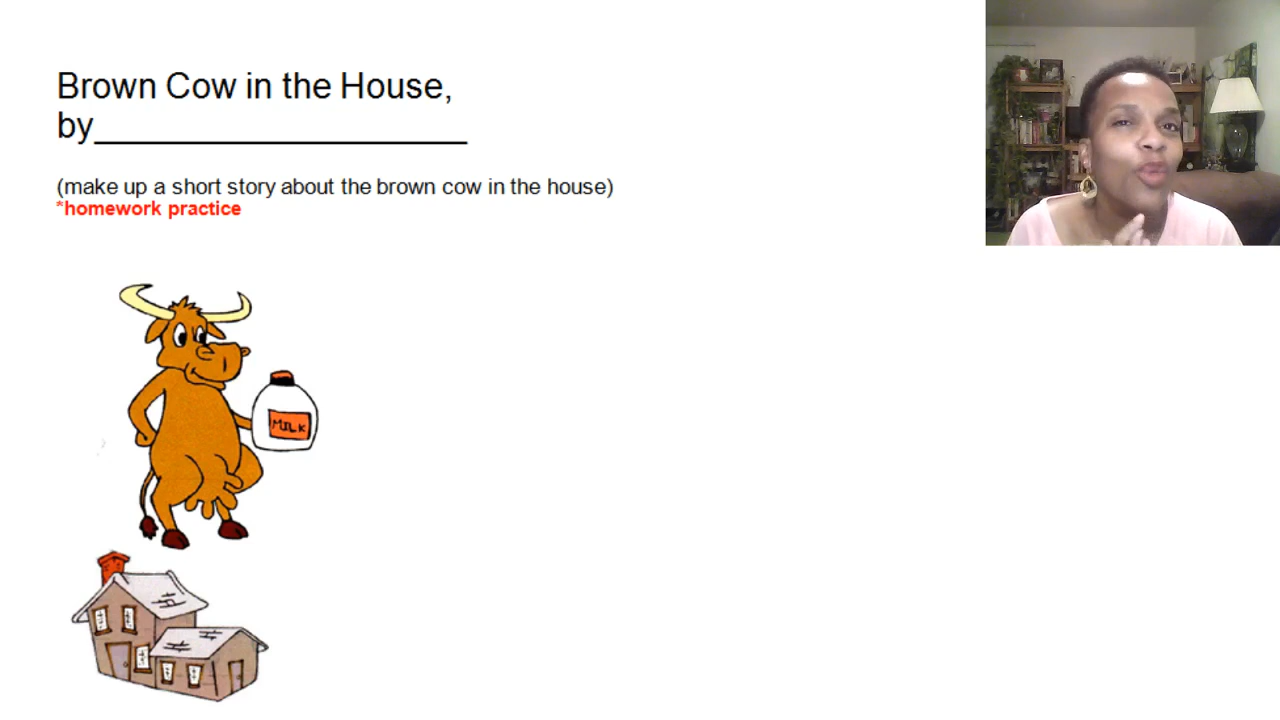 Brown Cow in the House,
by____________________
(make up a short story about the brown cow in the house)
*homework practice
MILK